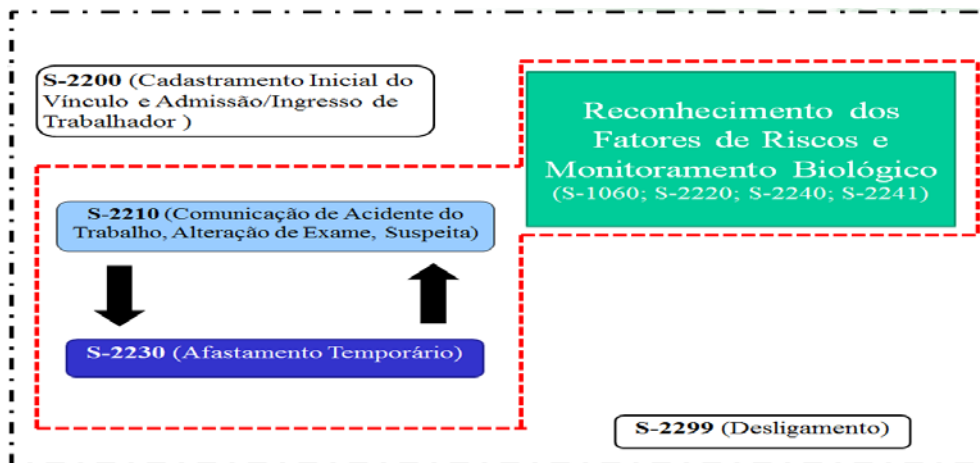 S-2200 (Cadastramento Inicial do
Vínculo e Admissão/Ingresso de
Trabalhador )
Reconhecimento dos
Fatores de Riscos e
Monitoramento Biológico
(S-1060; S-2220; S-2240; S-2241)
S-2210 (Comunicação de Acidente do
Trabalho, Alteração de Exame, Suspeita)
S-2230 (Afastamento Temporário)
S-2299 (Desligamento)